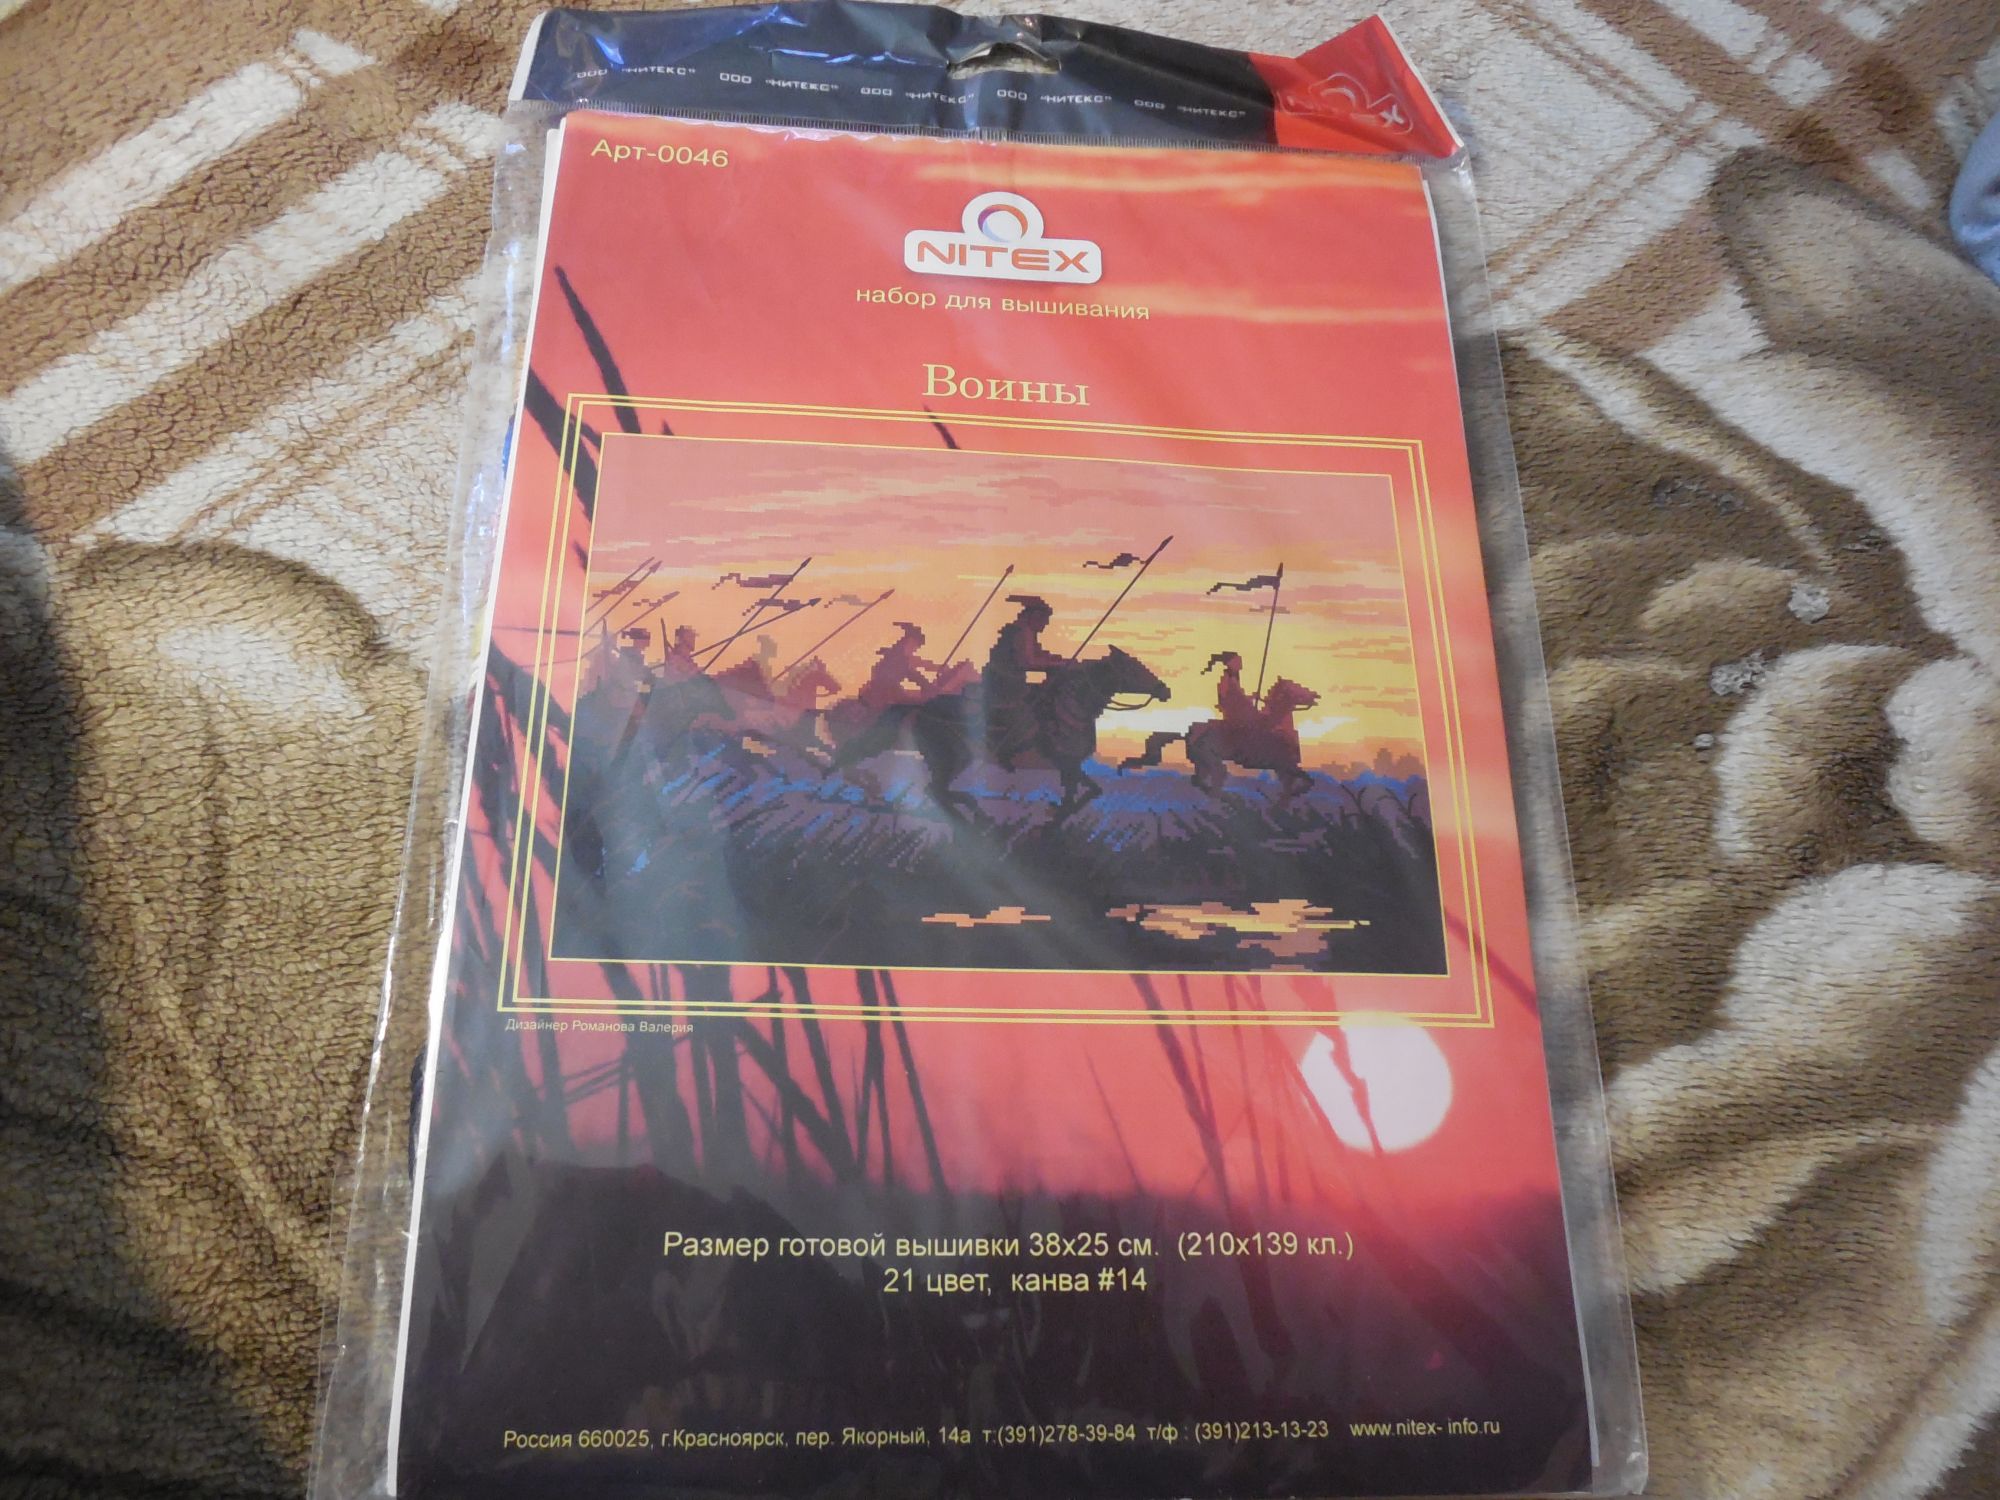 ООО "НИТЕКС" ООО "НИТЕКС" ООО "НИТЕКС" ООО "НИТЕКС" ООО "НИТЕКС"
Арт-0046
NITEX
набор для вышивания
Воины
Дизайнер Романова Валерия
Размер готовой вышивки 38х25 см. (210х139 кл.)
21 цвет, канва #14
Россия 660025, г.Красноярск, пер. Якорный, 14а т:(391)278-39-84 т/ф : (391)213-13-23 www.nitex- info.ru